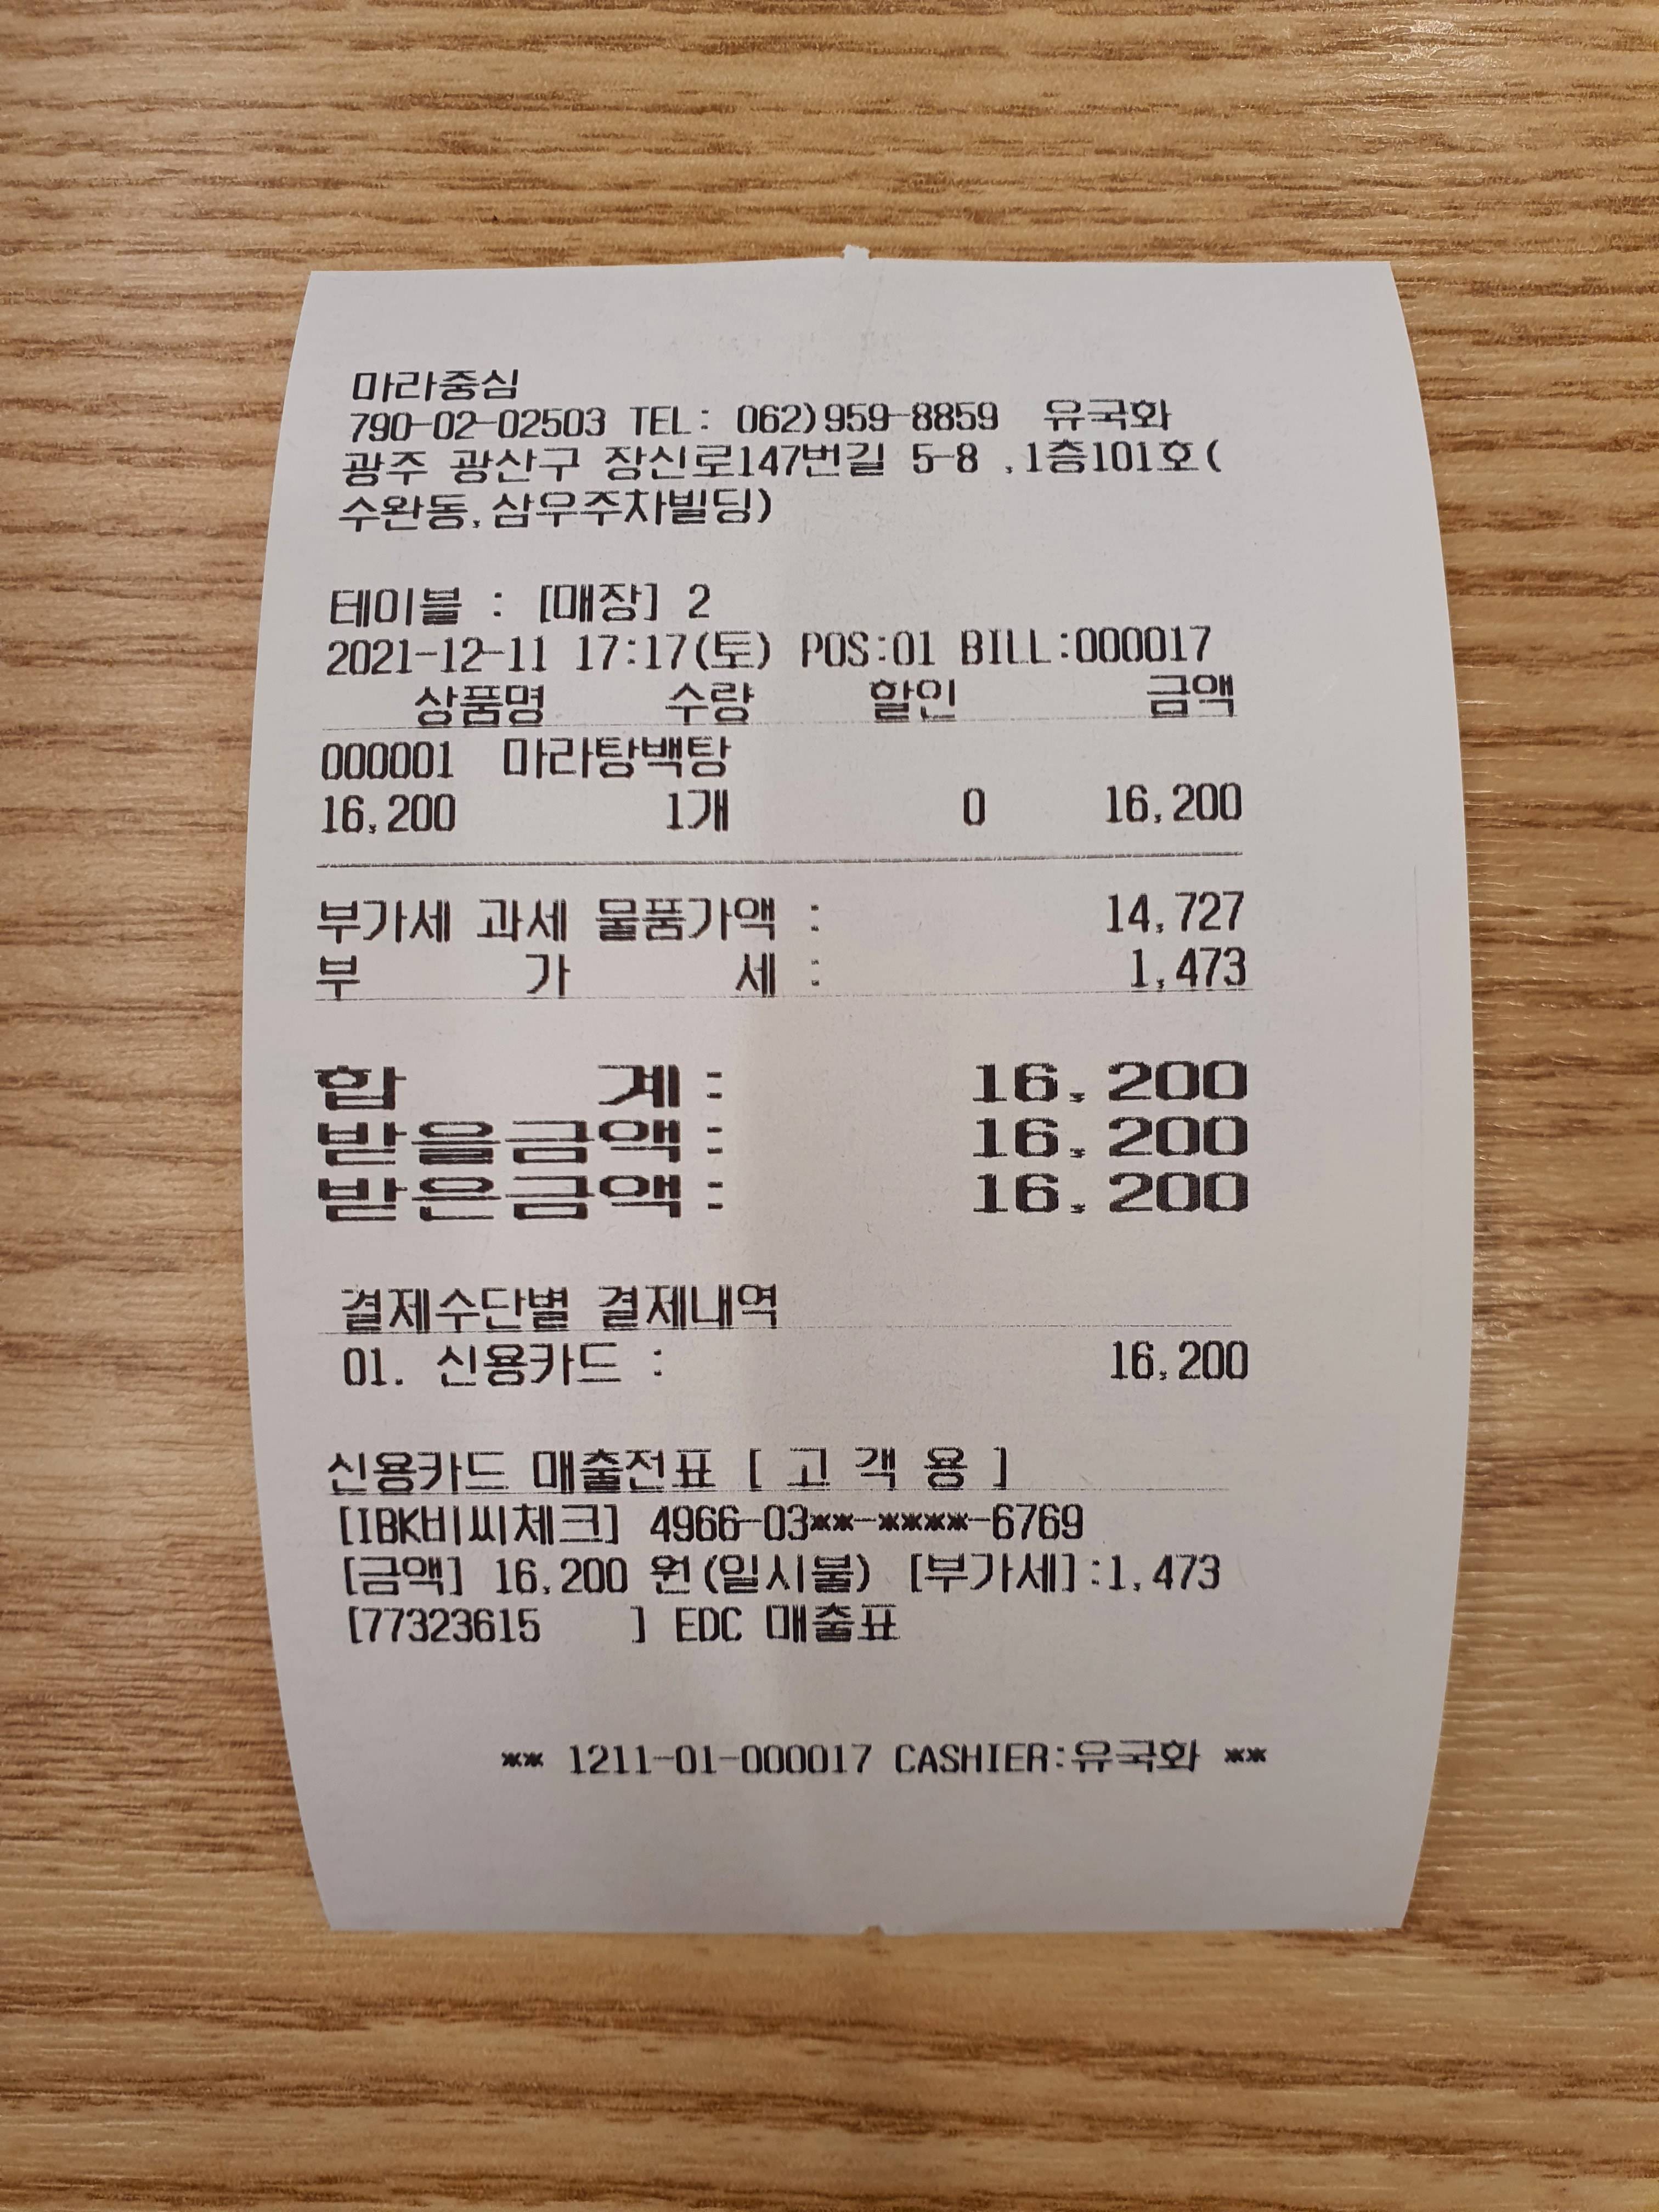 마라중심
790-02-02503 TEL: 062)959-8859 유국화
광주 광산구 장신로147번길 5-8 ,1층101호(
수완동,삼우주차빌딩)
테이블 : [매장] 2
2021-12-11 17:17(토) POS:01 BILL:000017
상품명 수량 할인 금액
000001 마라탕백탕
16,200 1개 0 16,200
부가세 과세 물품가액 : 14,727
부 가 세 : 1,473
합 계: 16,200
받을금액: 16,200
받은금액: 16,200
결제수단별 결제내역
01. 신용카드 : 16,200
신용카드 매출전표 [ 고 객 용 ]
[IBK비씨체크] 4966-03**-****-6769
[금액] 16,200 원(일시불) [부가세]:1,473
[77323615 ] EDC 매출표
** 1211-01-000017 CASHIER:유국화 **